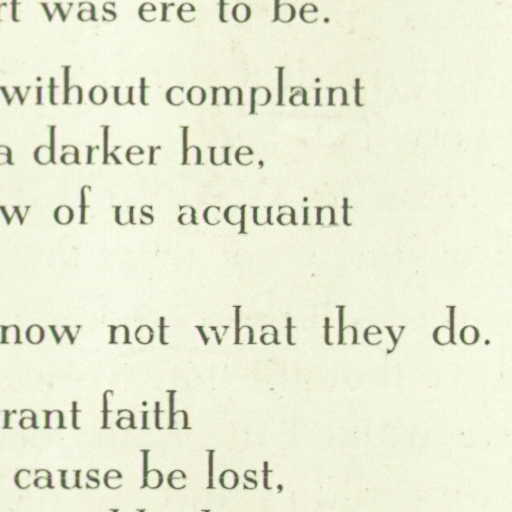 was ere to be.
without complaint
a darker hue,
of us acquaint
now not what they do.
rant faith
cause be lost,